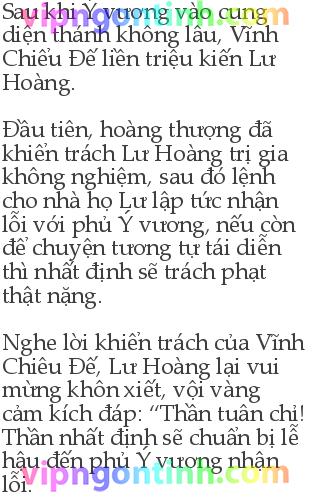 Sau khi Ý vương vào cung
diện thánh không lâu, Vĩnh
Chiểu Đế liền triệu kiến Lư
Hoàng.
Đầu tiên, hoàng thượng đã
khiển trách Lư Hoàng trị gia
không nghiệm, sau đó lệnh
cho nhà họ Lư lập tức nhận
lỗi với phủ Ý vương, nếu còn
để chuyện tương tự tái diễn
thì nhất định sẽ trách phạt
thật nặng.
Nghe lời khiển trách của Vĩnh
Chiêu Đế, Lư Hoàng lại vui
mừng khôn xiết, vội vàng
cảm kích đáp: “Thần tuân chỉ!
Thần nhất định sẽ chuẩn bị lễ
hậu đến phủ Ý vương nhận
lỗi.
vipngontinh.com
vipngontinh.com